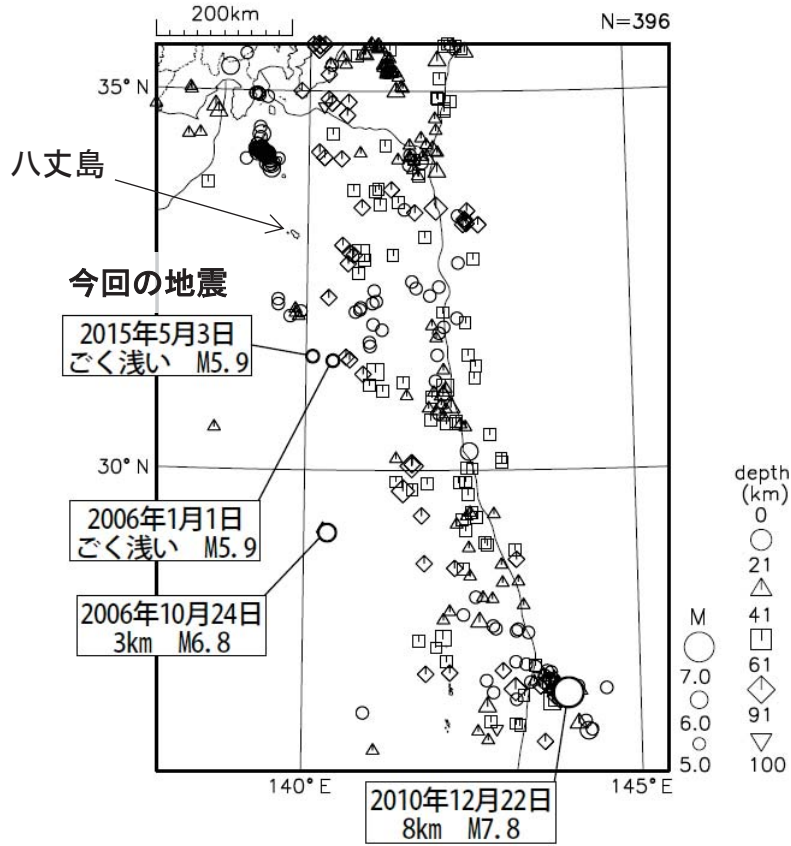 200km
N=396
35°N
八丈島
今回の地震
2015年5月3日
ごく浅い M5.9
30°N
2006年1月1日
ごく浅い M5.9
2006年10月24日
3km M6.8
140°E
145°E
2010年12月22日
8km M7.8
M
7.0
6.0
5.0
depth
(km)
0
21
41
61
91
100